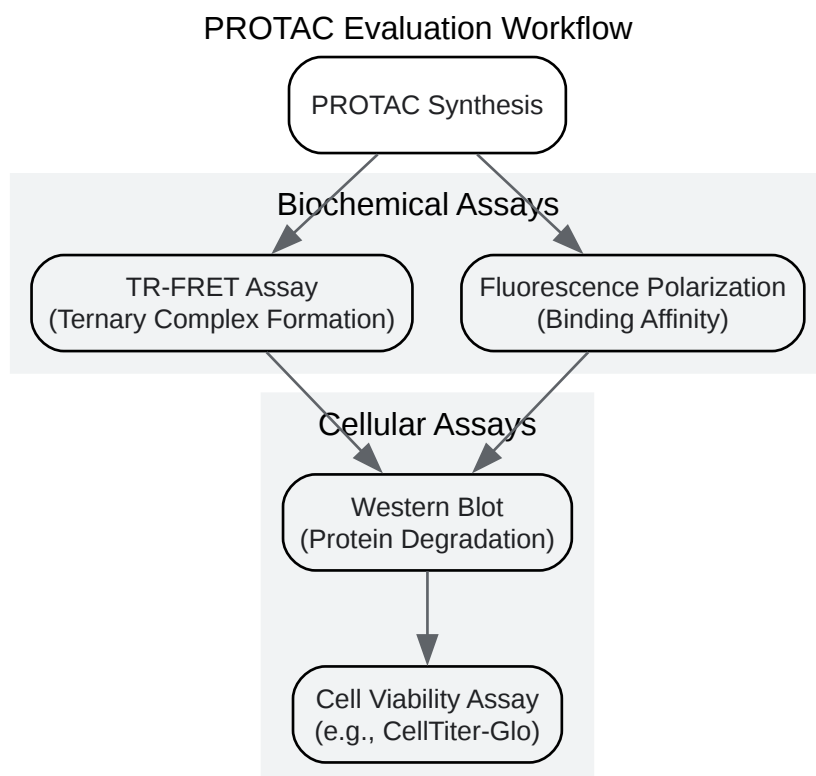 PROTAC Evaluation Workflow
PROTAC Synthesis
Biochemical Assays
TR-FRET Assay
(Ternary Complex Formation)
Fluorescence Polarization
(Binding Affinity)
Cellular Assays
Western Blot
(Protein Degradation)
Cell Viability Assay
(e.g., CellTiter-Glo)